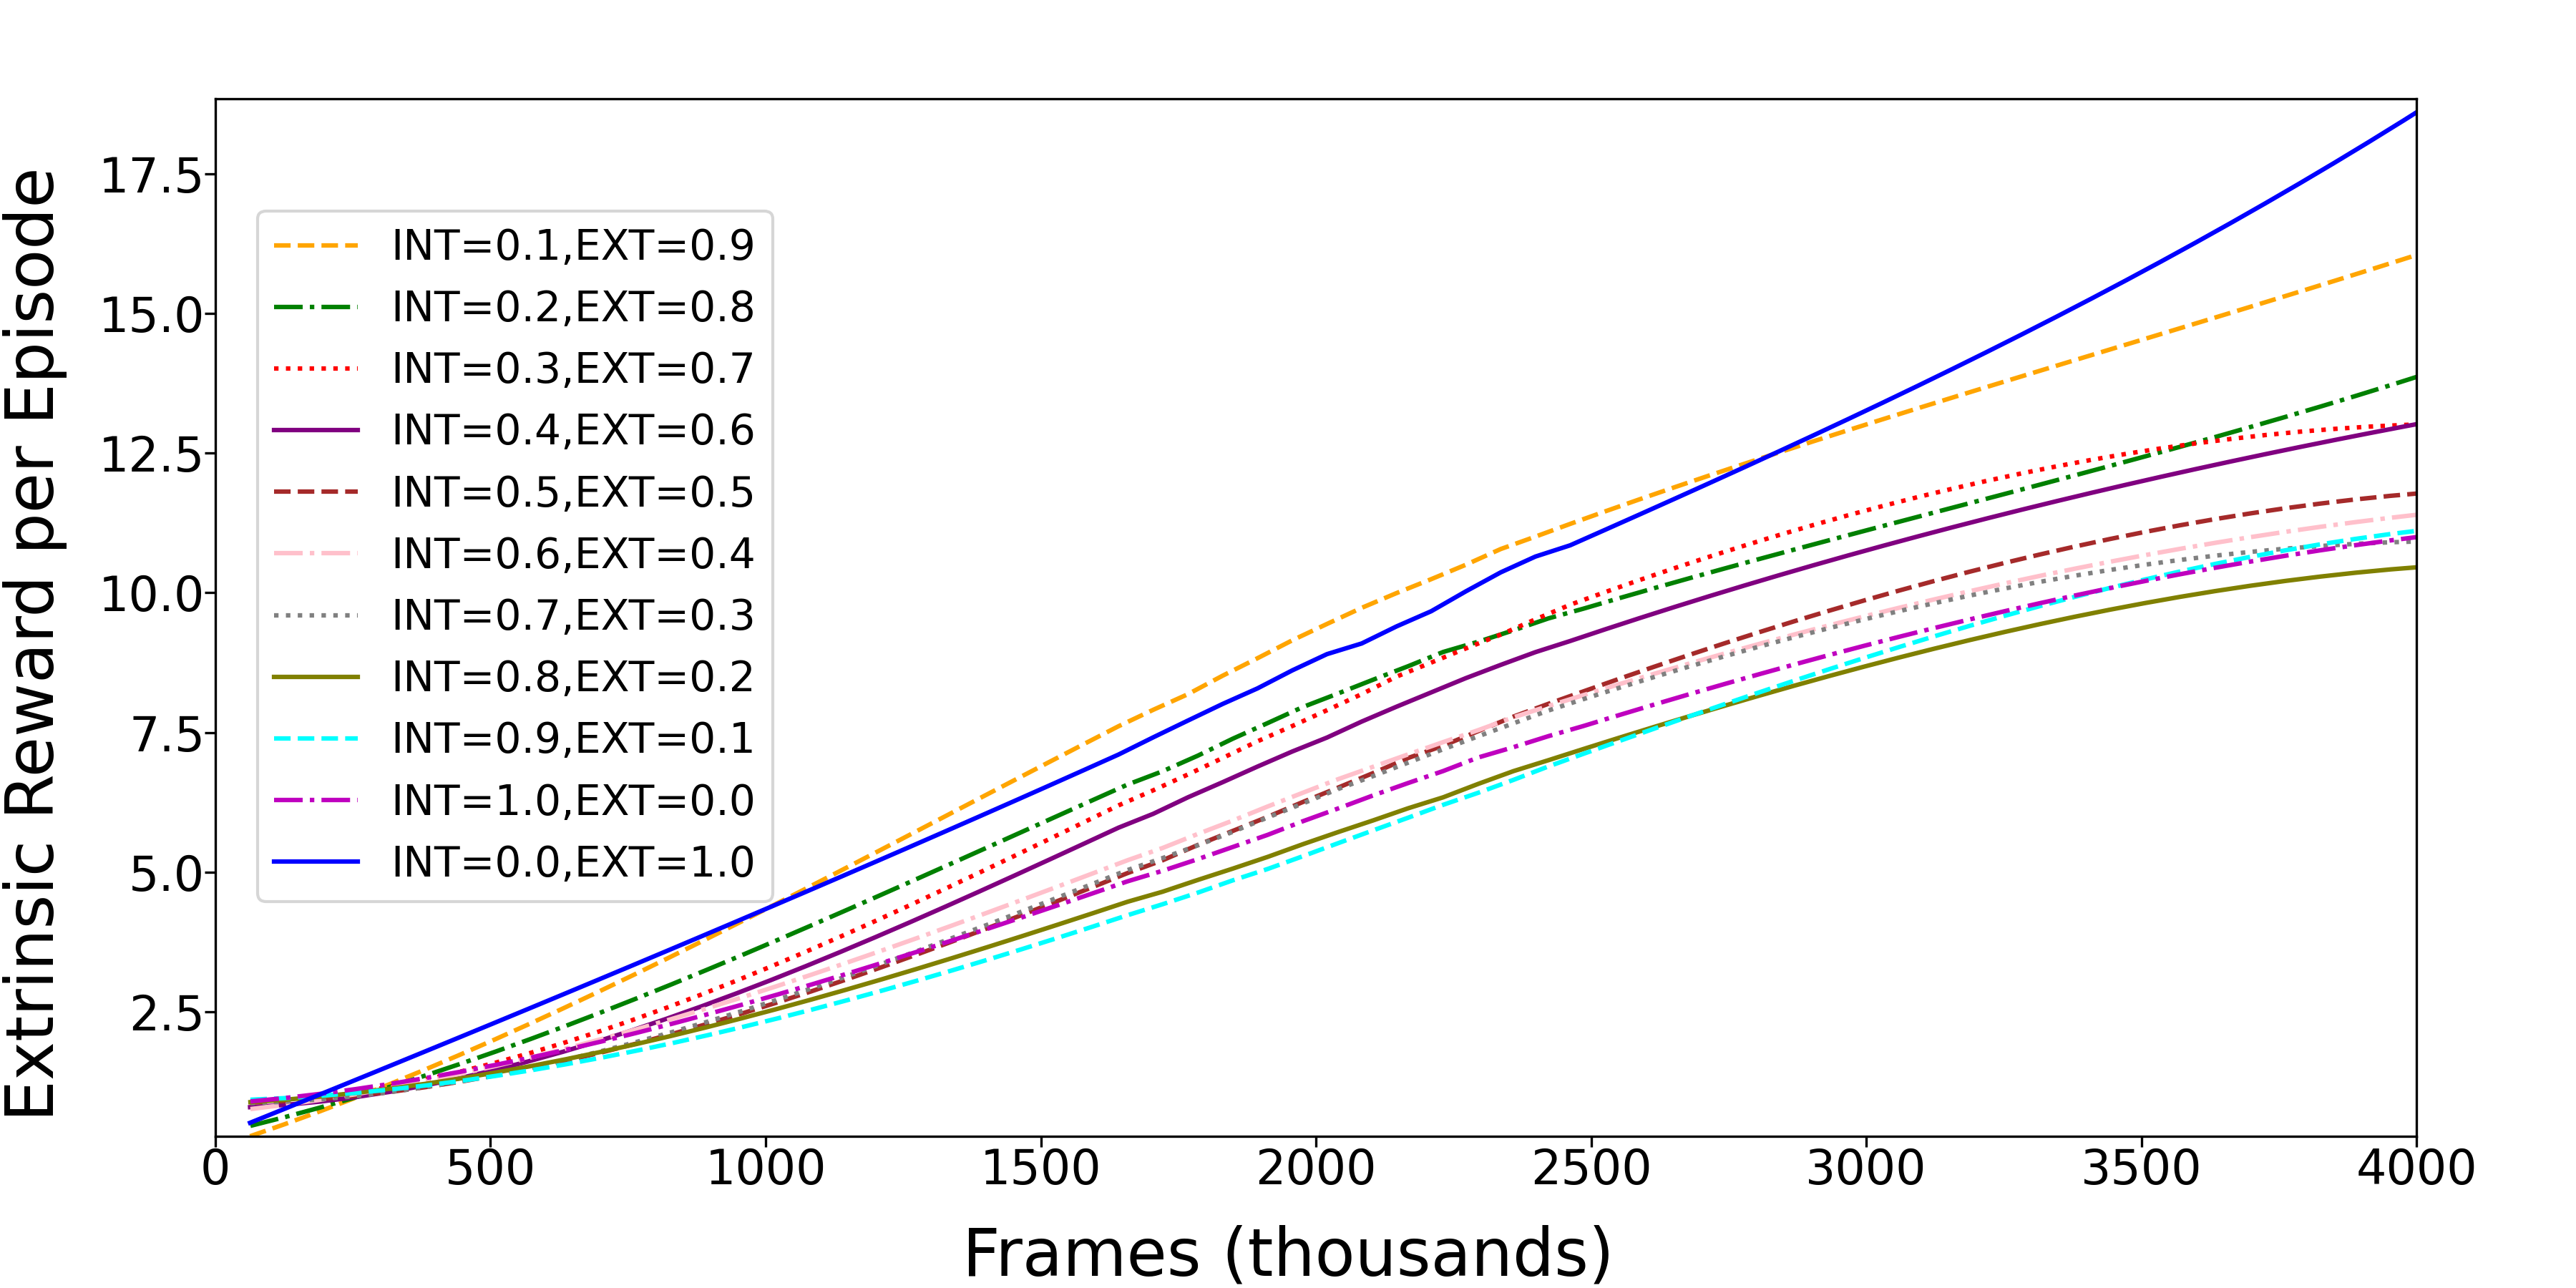 Extrinsic Reward per Episode
17.5
15.0
12.5
10.0
7.5
5.0
2.5
INT=0.1,EXT=0.9
INT=0.2,EXT=0.8
INT=0.3,EXT=0.7
INT=0.4,EXT=0.6
INT=0.5,EXT=0.5
INT=0.6,EXT=0.4
INT=0.7,EXT=0.3
INT=0.8,EXT=0.2
INT=0.9,EXT=0.1
INT=1.0,EXT=0.0
INT=0.0,EXT=1.0
0 500 1000 1500 2000 2500 3000 3500 4000
Frames (thousands)